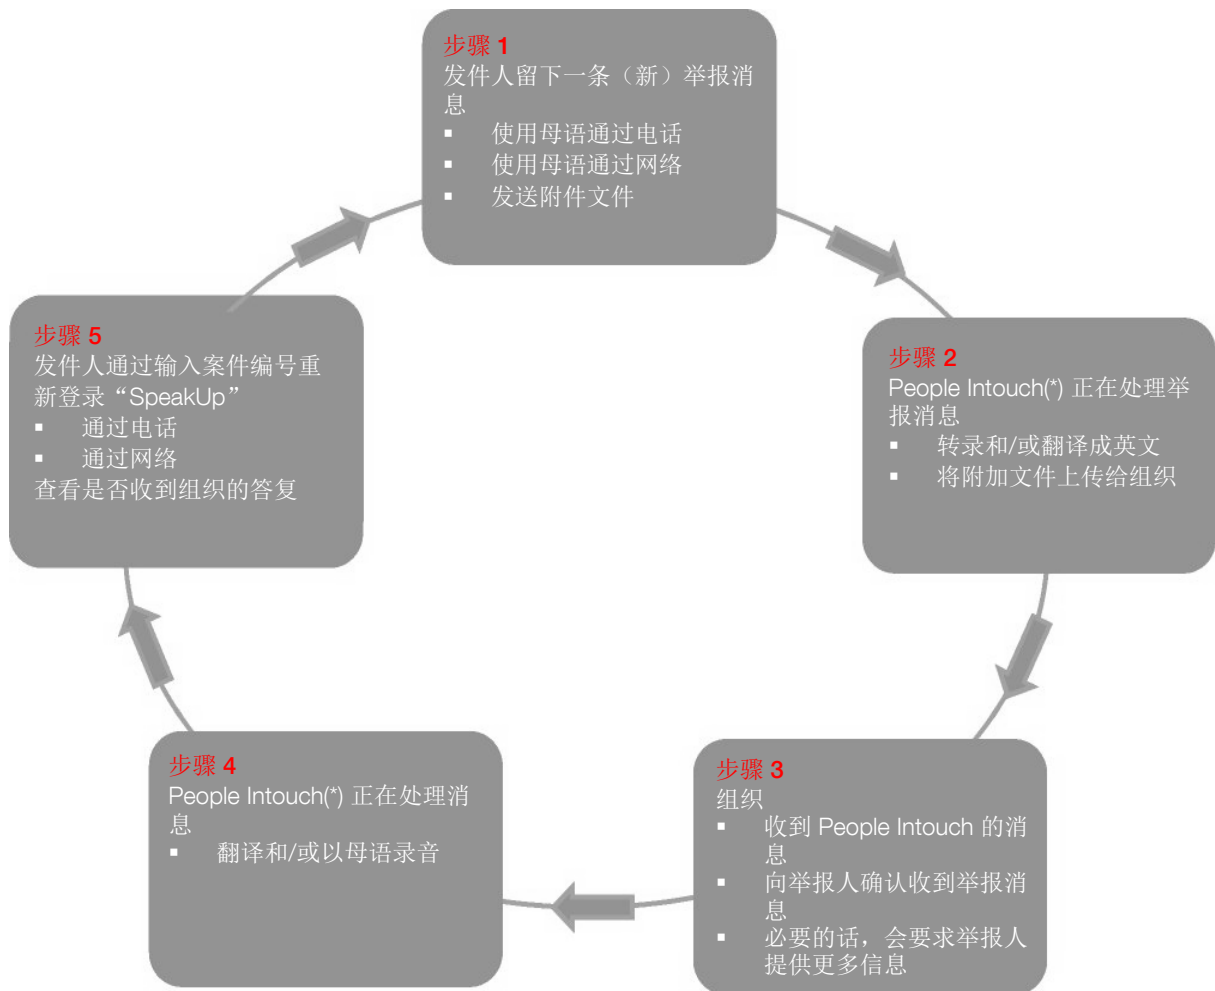 步骤 1
发件人留下一条（新）举报消
息
▪ 使用母语通过电话
▪ 使用母语通过网络
▪ 发送附件文件
步骤 2
People Intouch(*) 正在处理举
报消息
▪ 转录和/或翻译成英文
▪ 将附加文件上传给组织
步骤 3
组织
▪ 收到 People Intouch 的消
息
▪ 向举报人确认收到举报消
息
▪ 必要的话，会要求举报人
提供更多信息
步骤 4
People Intouch(*) 正在处理消
息
▪ 翻译和/或以母语录音
步骤 5
发件人通过输入案件编号重
新登录“SpeakUp”
▪ 通过电话
▪ 通过网络
查看是否收到组织的答复